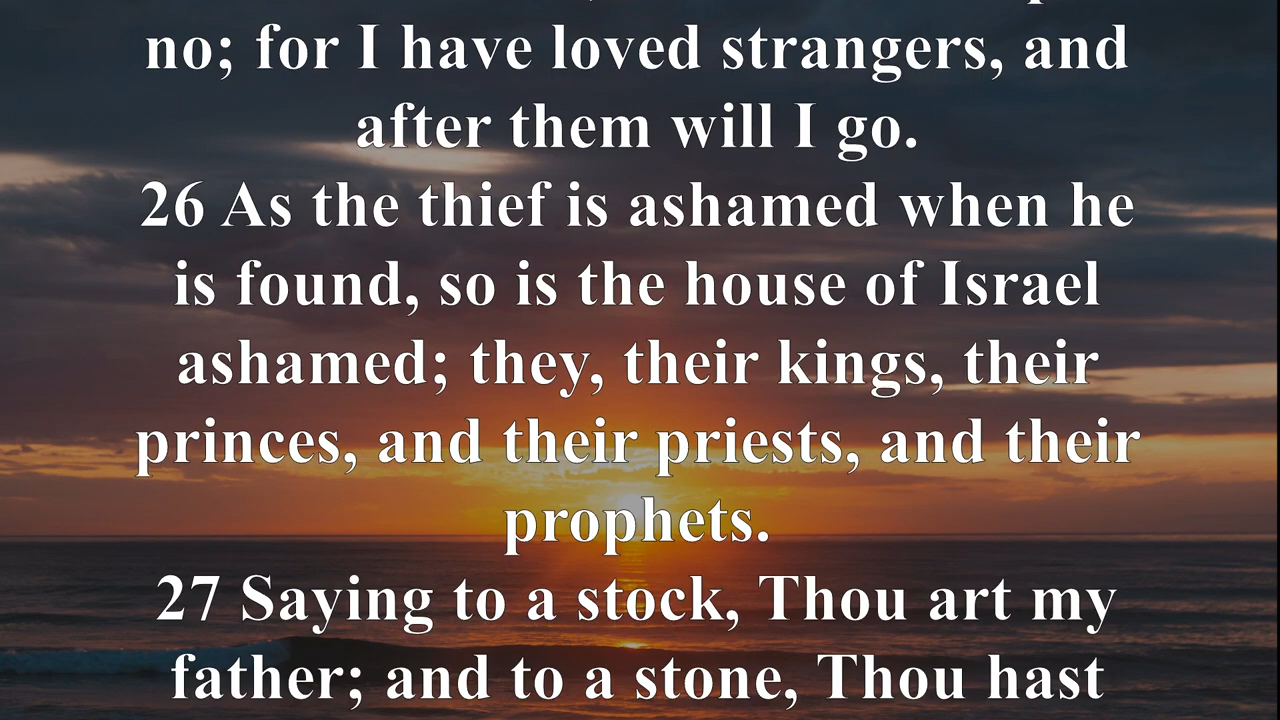 no; for I have loved strangers, and
after them will I go.
26 As the thief is ashamed when he
is found, so is the house of Israel
ashamed; they, their kings, their
princes, and their priests, and their
prophets.
27 Saying to a stock, Thou art my
father; and to a stone, Thou hast